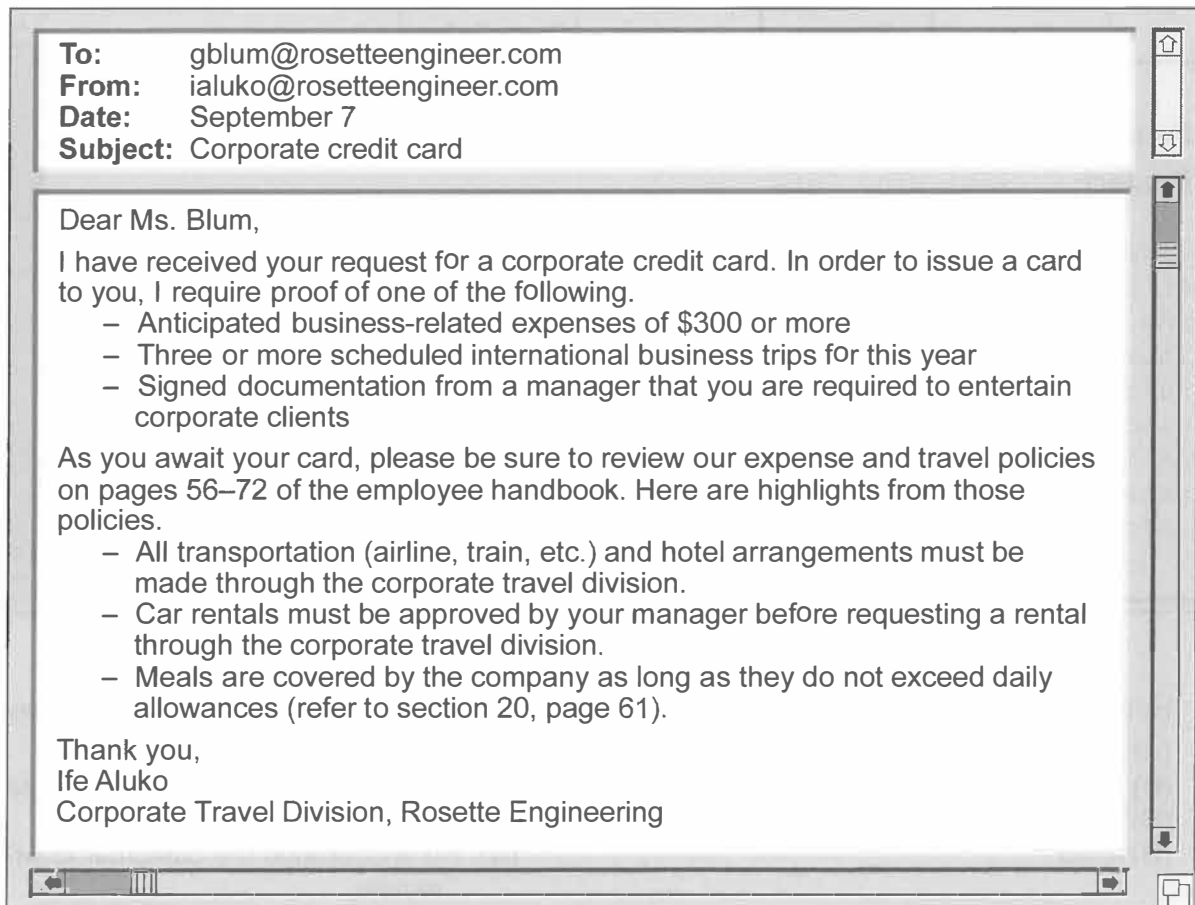 To: gblum@rosetteengineer.com
From: ialuko@rosetteengineer.com
Date: September 7
Subject: Corporate credit card
Dear Ms. Blum,
I have received your request for a corporate credit card. In order to issue a card
to you, I require proof of one of the following.
– Anticipated business-related expenses of $300 or more
– Three or more scheduled international business trips for this year
– Signed documentation from a manager that you are required to entertain
corporate clients
As you await your card, please be sure to review our expense and travel policies
on pages 56–72 of the employee handbook. Here are highlights from those
policies.
– All transportation (airline, train, etc.) and hotel arrangements must be
made through the corporate travel division.
– Car rentals must be approved by your manager before requesting a rental
through the corporate travel division.
– Meals are covered by the company as long as they do not exceed daily
allowances (refer to section 20, page 61).
Thank you,
Ife Aluko
Corporate Travel Division, Rosette Engineering